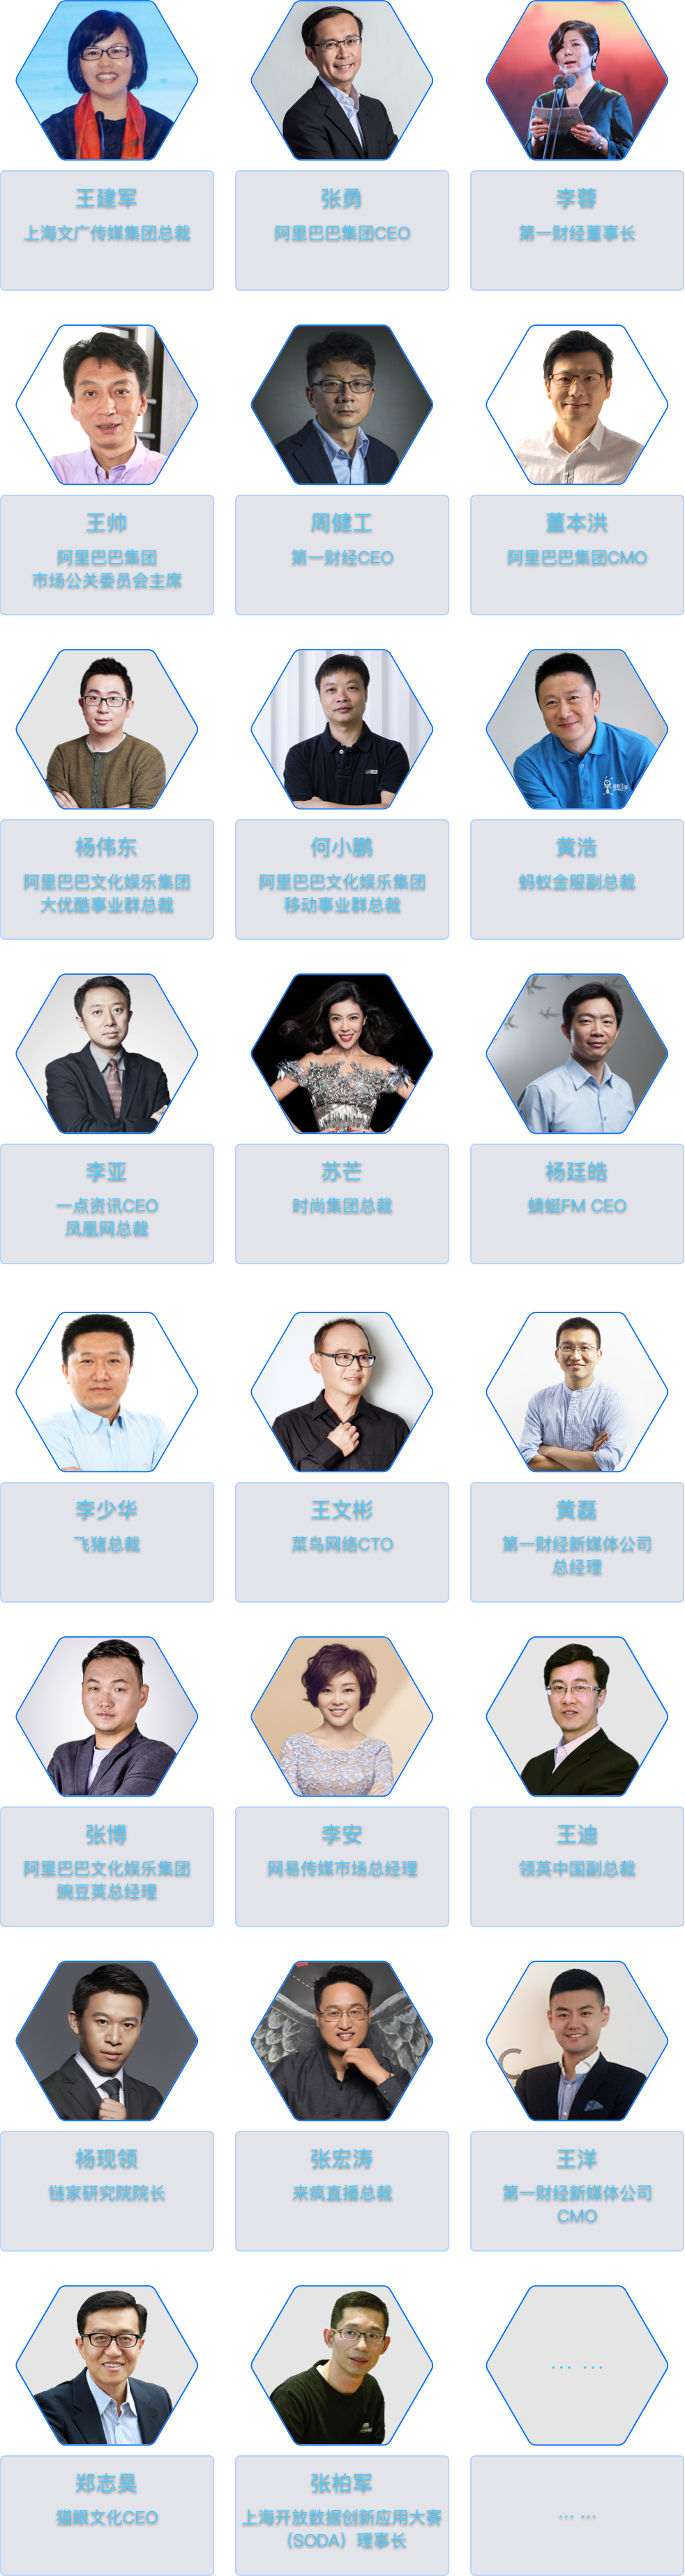 王建军
上海文广传媒集团总裁
张勇
阿里巴巴集团CEO
李蓉
第一财经董事长
王帅
阿里巴巴集团
市场公关委员会主席
周健工
第一财经CEO
董本洪
阿里巴巴集团CMO
杨伟东
阿里巴巴文化娱乐集团
大优酷事业群总裁
何小鹏
阿里巴巴文化娱乐集团
移动事业群总裁
黄浩
蚂蚁金服副总裁
李亚
一点资讯CEO
凤凰网总裁
苏芒
时尚集团总裁
杨廷皓
蜻蜓FM CEO
李少华
飞猪总裁
王文彬
菜鸟网络CTO
黄磊
第一财经新媒体公司
总经理
张博
阿里巴巴文化娱乐集团
豌豆荚总经理
李安
网易传媒市场总经理
王迪
领英中国副总裁
杨现领
链家研究院院长
张宏涛
来疯直播总裁
王洋
第一财经新媒体公司
CMO
郑志昊
猫眼文化CEO
张柏军
上海开放数据创新应用大赛
（SODA）理事长
... ...
... ...